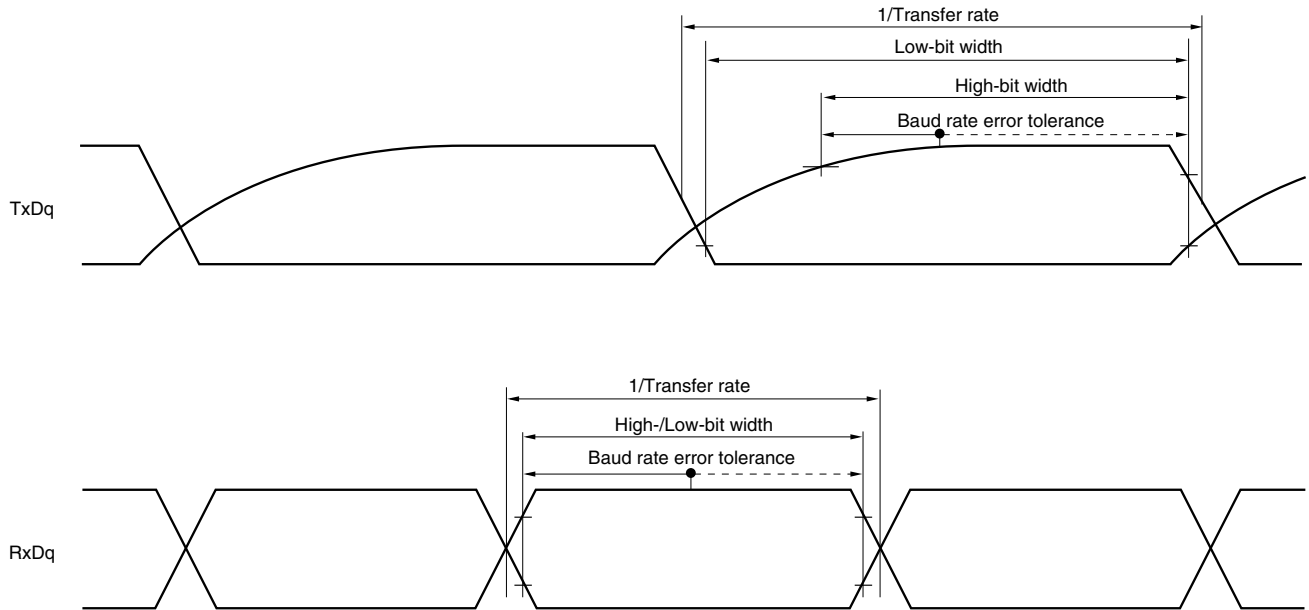 1/Transfer rate
Low-bit width
High-bit width
Baud rate error tolerance
TxDq
1/Transfer rate
High-/Low-bit width
Baud rate error tolerance
RxDq